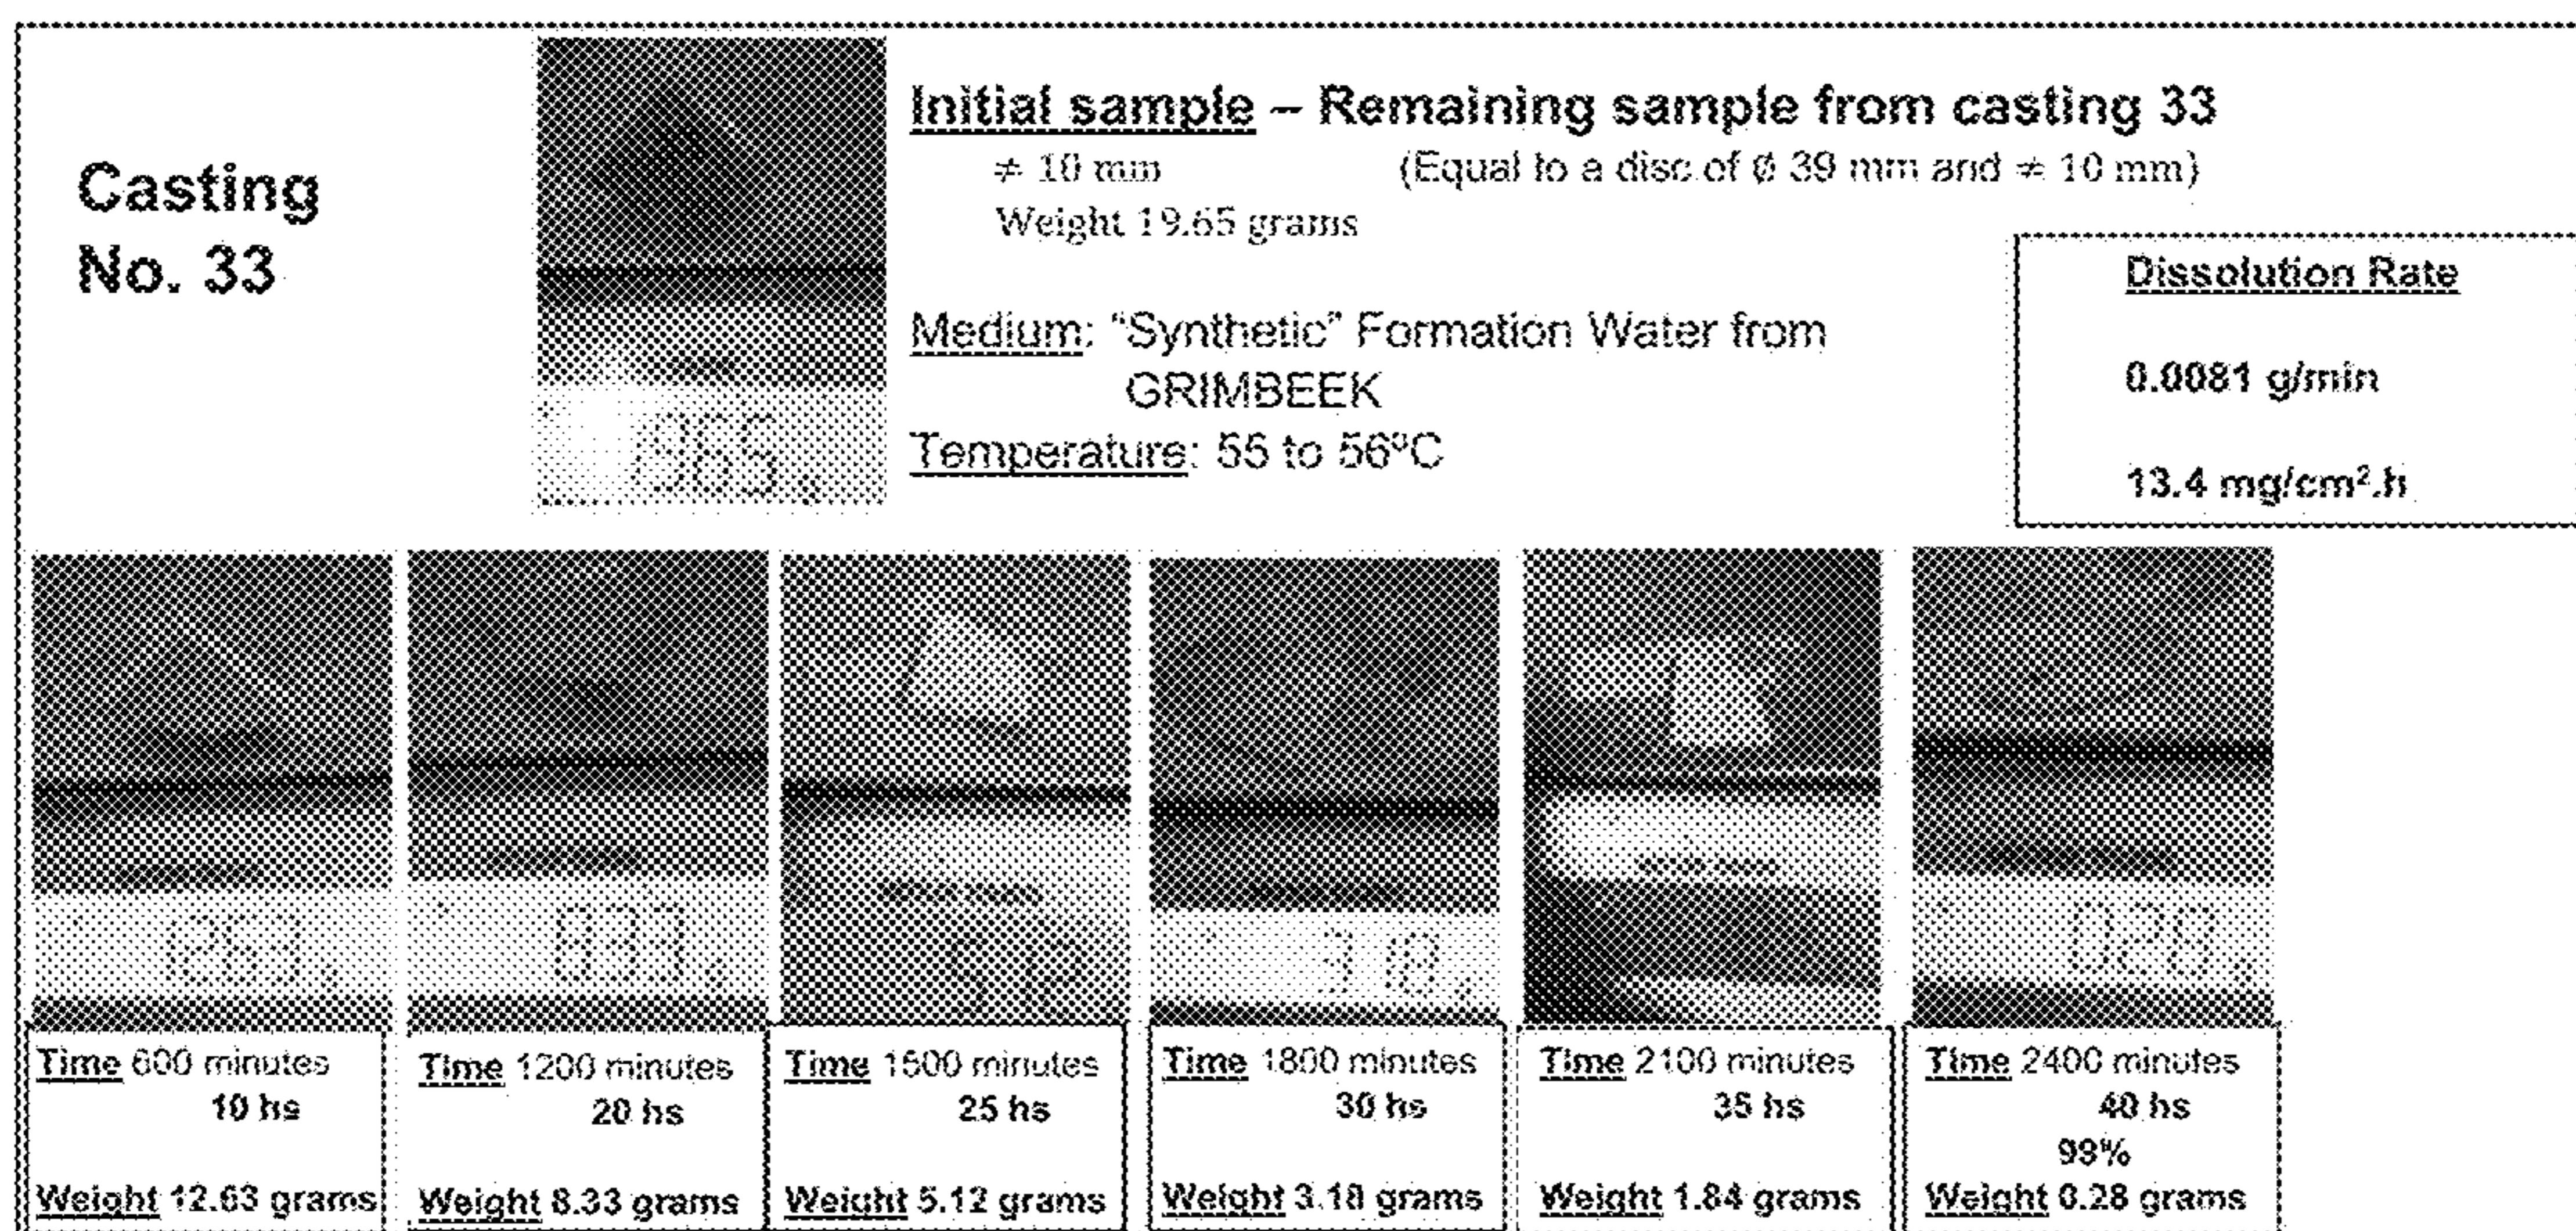 Casting
No. 33
Initial sample – Remaining sample from casting 33
≠ 10 mm (Equal to a disc of Ø 39 mm and ≠ 10 mm)
Weight 19.65 grams
Medium: “Synthetic” Formation Water from
GRIMBEEK
Temperature: 55 to 56ºC
Dissolution Rate
0.0081 g/min
13.4 mg/cm².h
1965
833
028
Time 600 minutes
10 hs
Weight 12.63 grams
Time 1200 minutes
20 hs
Weight 8.33 grams
Time 1500 minutes
25 hs
Weight 5.12 grams
Time 1800 minutes
30 hs
Weight 3.18 grams
Time 2100 minutes
35 hs
Weight 1.84 grams
Time 2400 minutes
40 hs
99%
Weight 0.28 grams